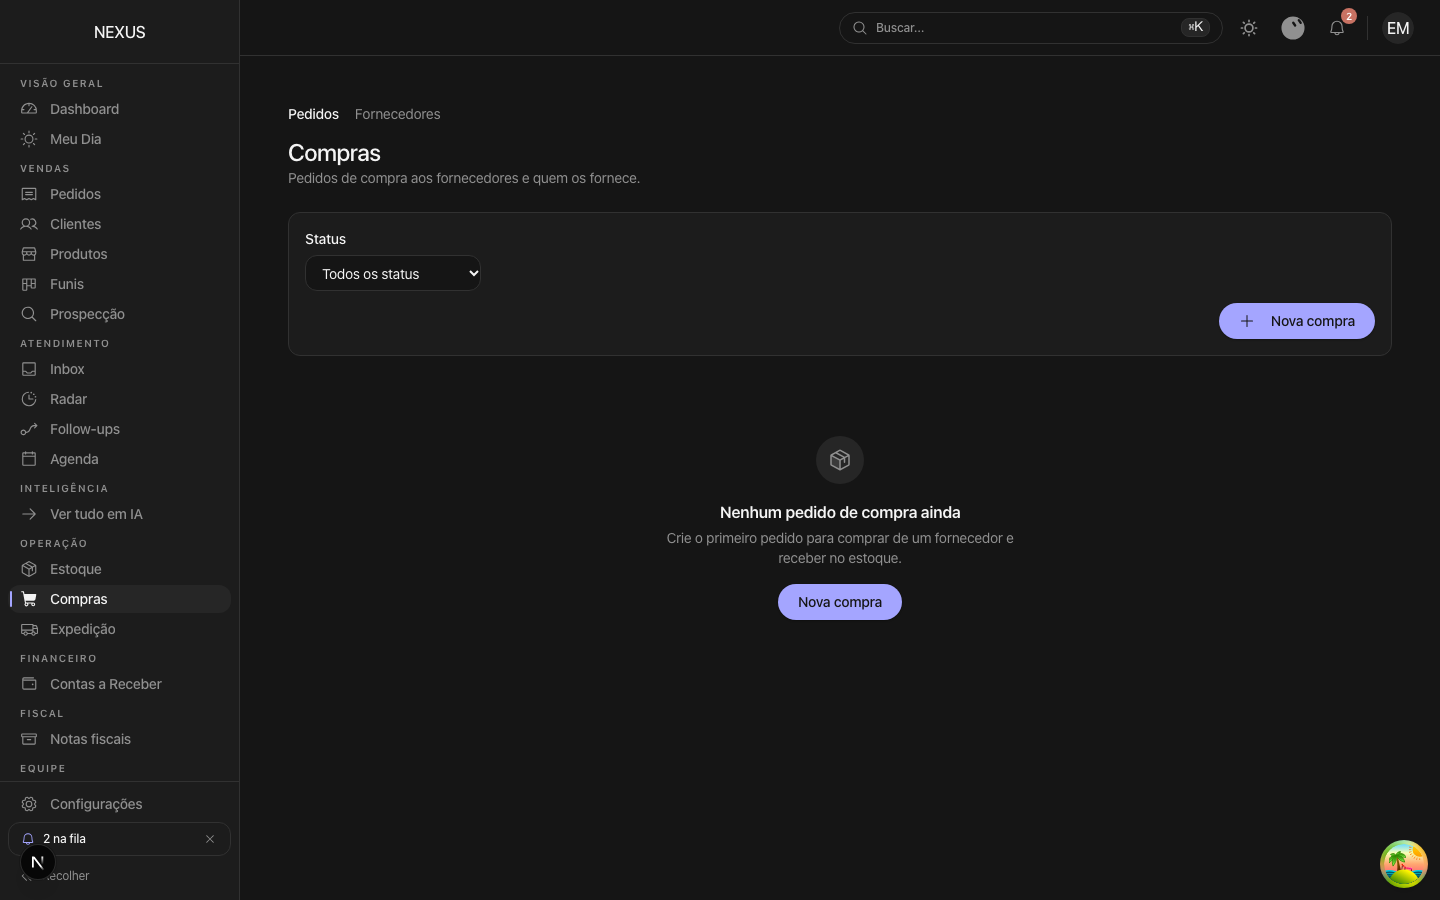 NEXUS
Buscar...
⌘K
2
EM
VISÃO GERAL
Dashboard
Meu Dia
VENDAS
Pedidos
Clientes
Produtos
Funis
Prospecção
ATENDIMENTO
Inbox
Radar
Follow-ups
Agenda
INTELIGÊNCIA
Ver tudo em IA
OPERAÇÃO
Estoque
Compras
Expedição
FINANCEIRO
Contas a Receber
FISCAL
Notas fiscais
EQUIPE
Configurações
2 na fila
N
ecolher
Pedidos Fornecedores
Compras
Pedidos de compra aos fornecedores e quem os fornece.
Status
Todos os status
Nova compra
Nenhum pedido de compra ainda
Crie o primeiro pedido para comprar de um fornecedor e
receber no estoque.
Nova compra